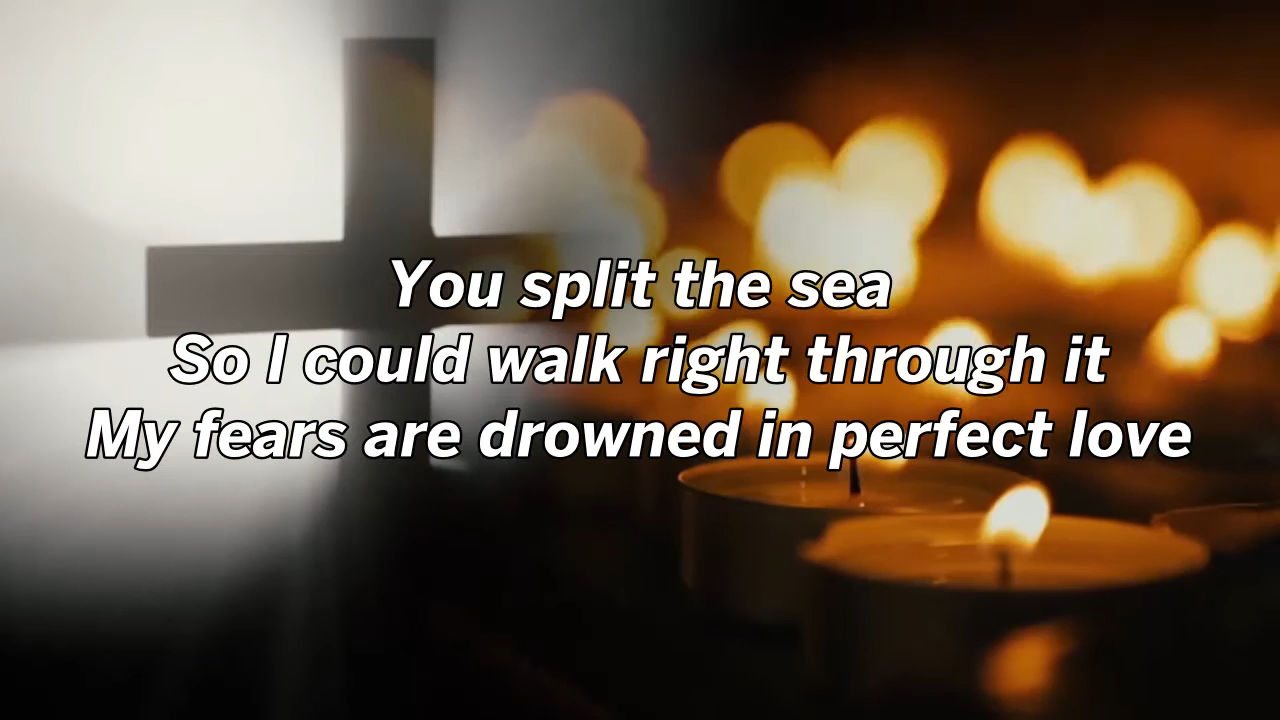 You split the sea
So I could walk right through it
My fears are drowned in perfect love